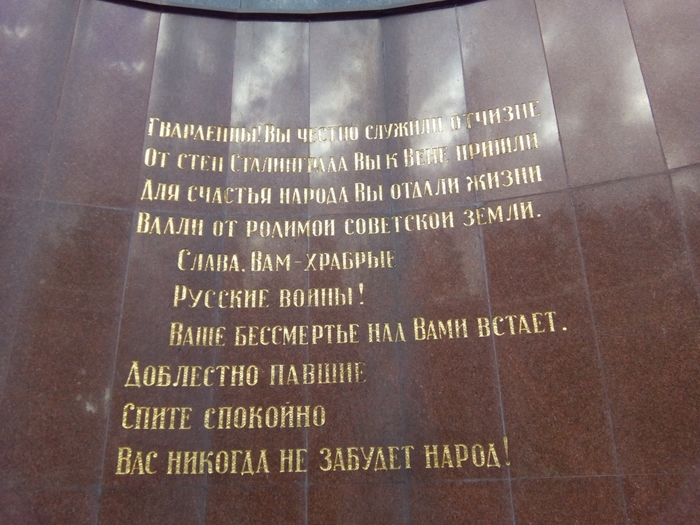 Гвардейцы! Вы честно служили отчизне
От стен Сталинграда Вы к Вене пришли
Для счастья народа Вы отдали жизни
Вдали от родимой советской земли.
Слава, Вам-храбрые
Русские воины!
Ваше бессмертье над Вами встает.
Доблестно павшие
Спите спокойно
Вас никогда не забудет народ!